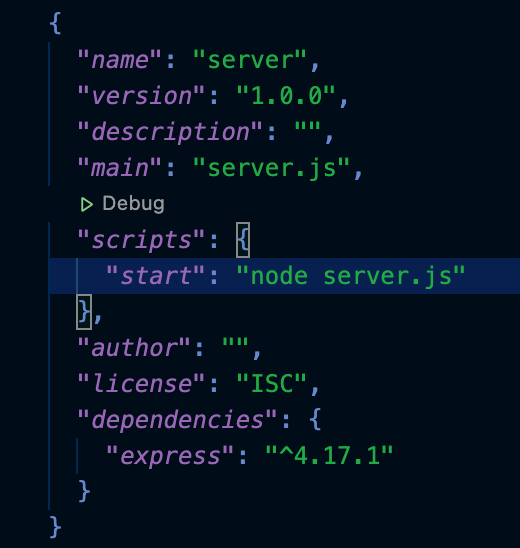 {
  "name": "server",
  "version": "1.0.0",
  "description": "",
  "main": "server.js",
  Debug
  "scripts": {
    "start": "node server.js"
  },
  "author": "",
  "license": "ISC",
  "dependencies": {
    "express": "^4.17.1"
  }
}